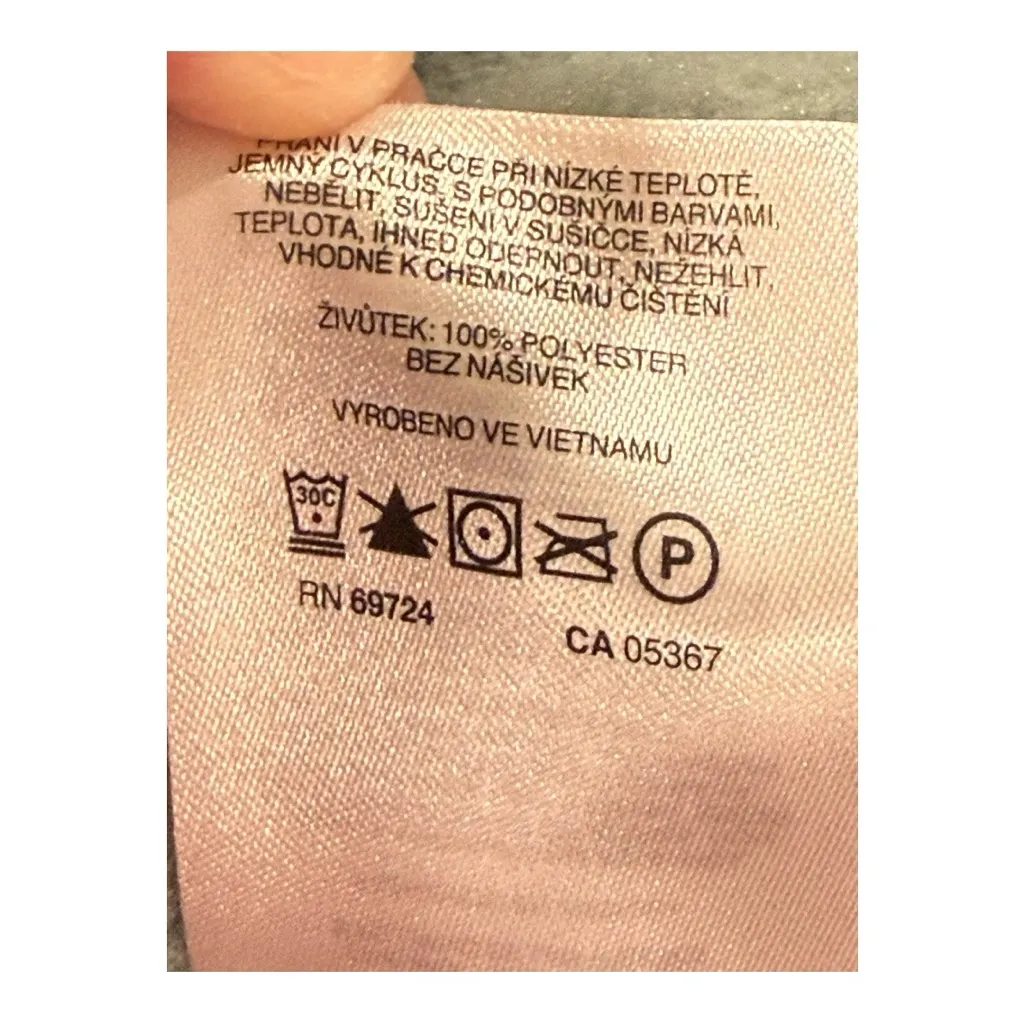 PRANÍ V PRAČCE PŘI NÍZKÉ TEPLOTĚ,
JEMNÝ CYKLUS, S PODOBNÝMI BARVAMI,
NEBĚLIT, SUŠENÍ V SUŠIČCE, NÍZKÁ
TEPLOTA, IHNED ODEPNOUT, NEŽEHLIT,
VHODNÉ K CHEMICKÉMU ČIŠTĚNÍ
ŽIVŮTEK: 100% POLYESTER
BEZ NÁŠIVEK
VYROBENO VE VIETNAMU
30C P
RN 69724
CA 05367